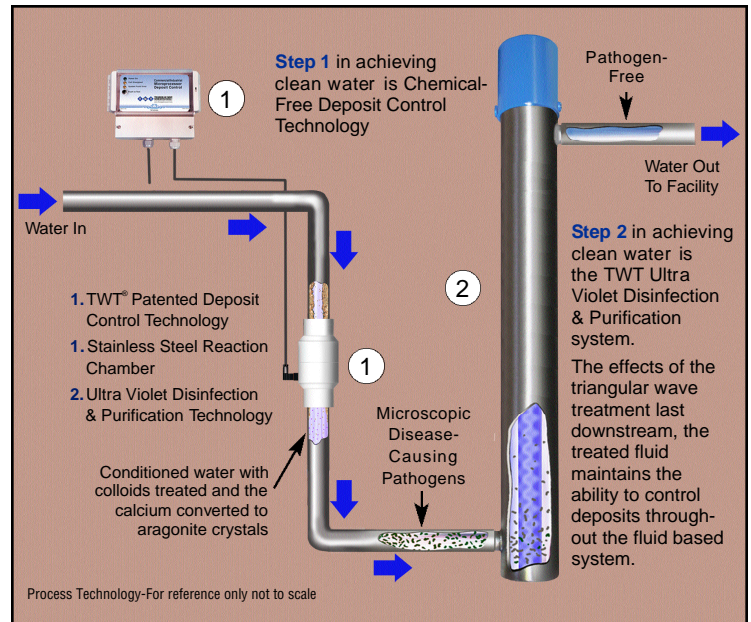 Step 1 in achieving
clean water is Chemical-
Free Deposit Control
Technology
1
Pathogen-
Free
Water Out
To Facility
Water In
Step 2 in achieving
clean water is
the TWT Ultra
Violet Disinfection
& Purification
system.
The effects of the
triangular wave
treatment last
downstream, the
treated fluid
maintains the
ability to control
deposits through-
out the fluid based
system.
2
1. TWT® Patented Deposit
Control Technology
1. Stainless Steel Reaction
Chamber
2. Ultra Violet Disinfection
& Purification Technology
1
Microscopic
Disease-
Causing
Pathogens
Conditioned water with
colloids treated and the
calcium converted to
aragonite crystals
Process Technology-For reference only not to scale